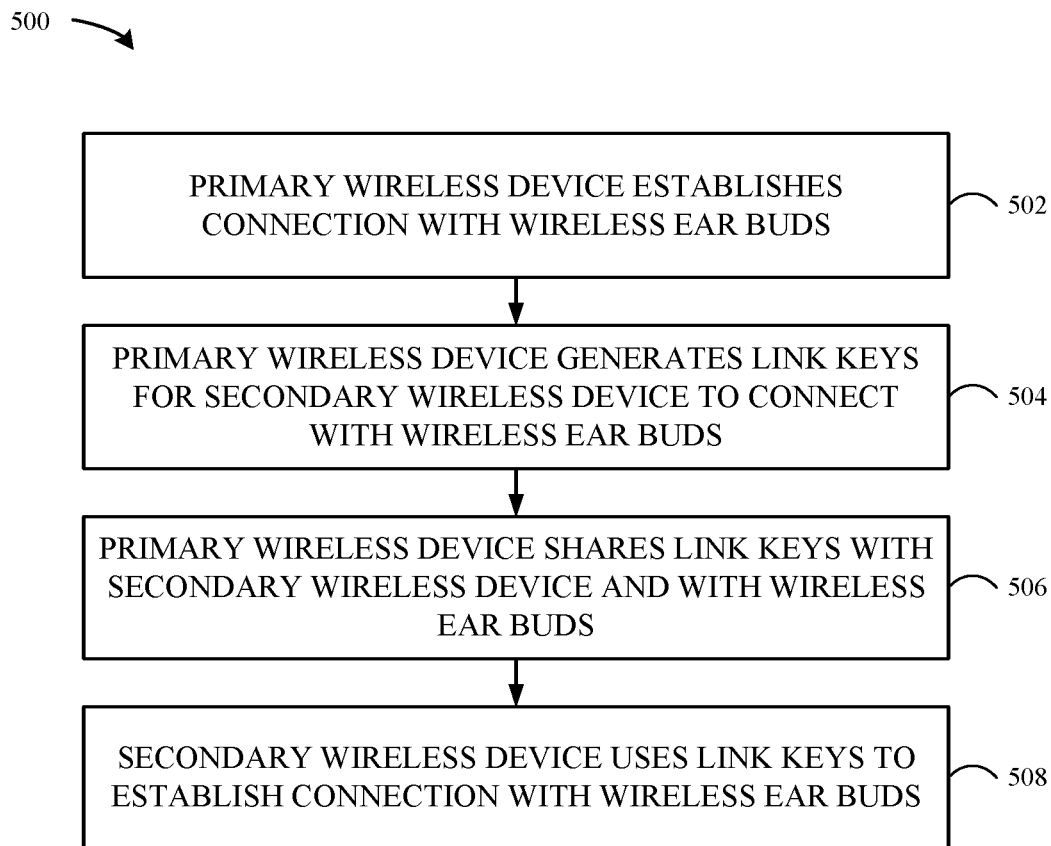 500
PRIMARY WIRELESS DEVICE ESTABLISHES
CONNECTION WITH WIRELESS EAR BUDS
502
PRIMARY WIRELESS DEVICE GENERATES LINK KEYS
FOR SECONDARY WIRELESS DEVICE TO CONNECT
WITH WIRELESS EAR BUDS
504
PRIMARY WIRELESS DEVICE SHARES LINK KEYS WITH
SECONDARY WIRELESS DEVICE AND WITH WIRELESS
EAR BUDS
506
SECONDARY WIRELESS DEVICE USES LINK KEYS TO
ESTABLISH CONNECTION WITH WIRELESS EAR BUDS
508